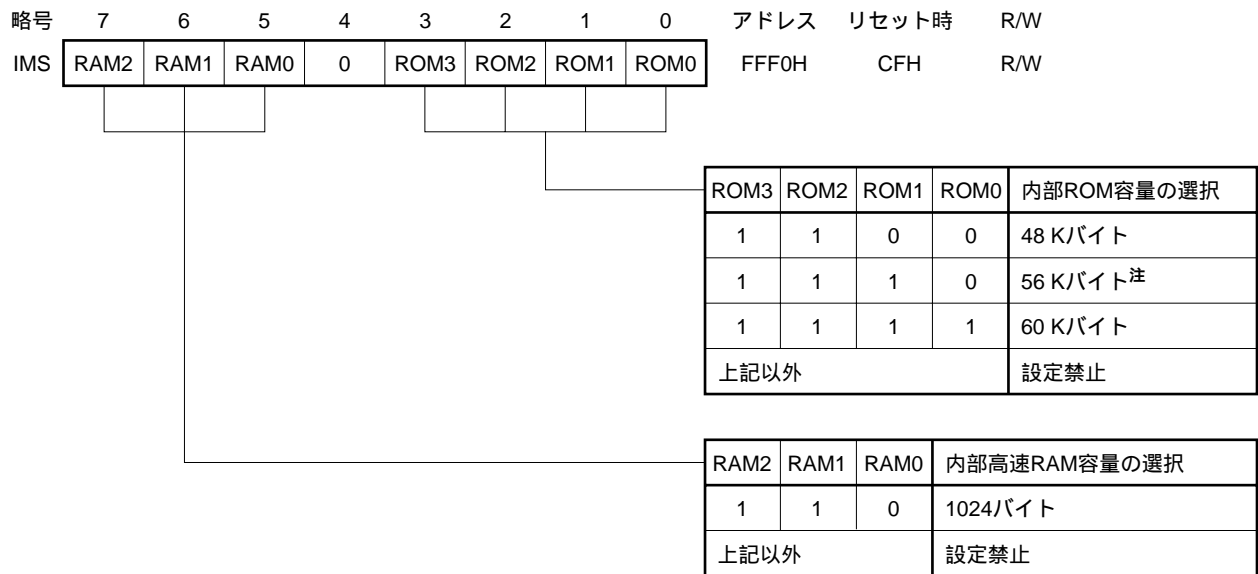 略号 7 6 5 4 3 2 1 0 アドレス リセット時 R/W
IMS RAM2 RAM1 RAM0 0 ROM3 ROM2 ROM1 ROM0 FFF0H CFH R/W
ROM3 ROM2 ROM1 ROM0 内部ROM容量の選択
1 1 0 0 48 Kバイト
1 1 1 0 56 Kバイト注
1 1 1 1 60 Kバイト
上記以外 設定禁止
RAM2 RAM1 RAM0 内部高速RAM容量の選択
1 1 0 1024バイト
上記以外 設定禁止